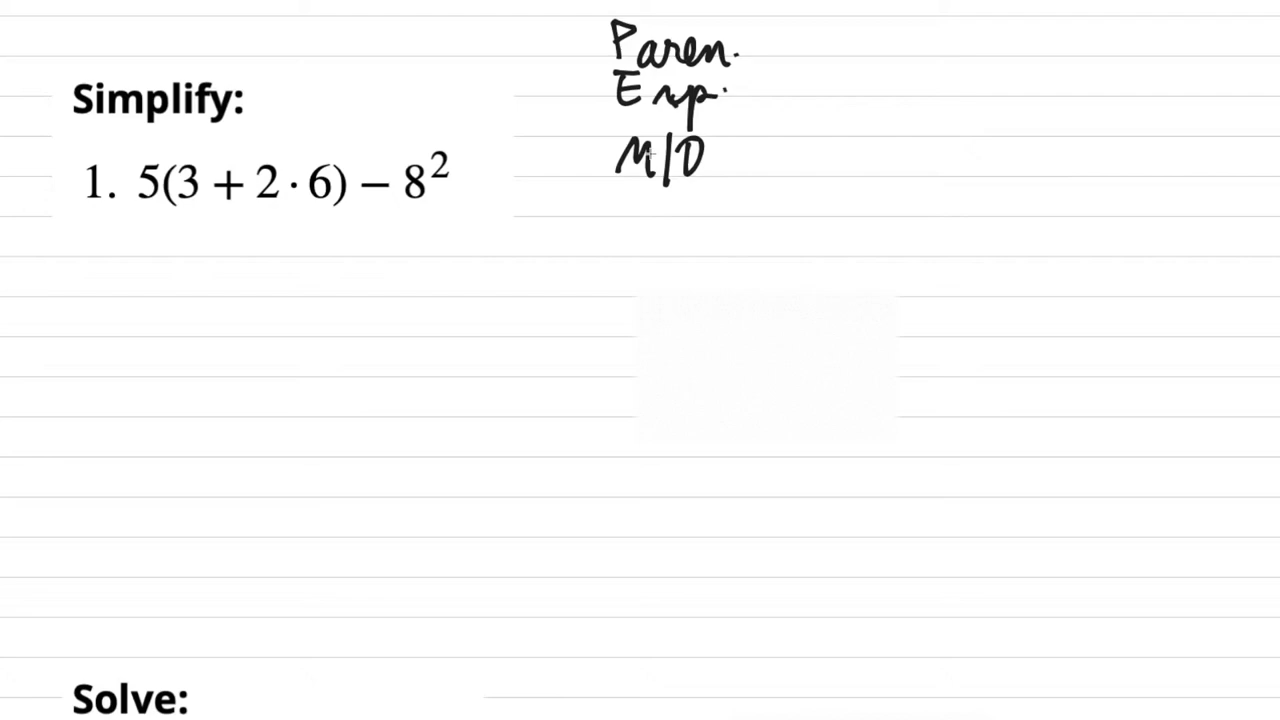 Paren.
Exp.
M/D
Simplify:
1. 5(3 + 2 · 6) − 8²
Solve: